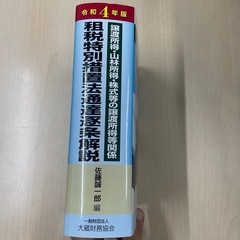 令和4年版
譲渡所得・山林所得・株式等の譲渡所得等関係
租税特別措置法通達逐条解説
佐藤誠一郎 編
一般財団法人
大蔵財務協会